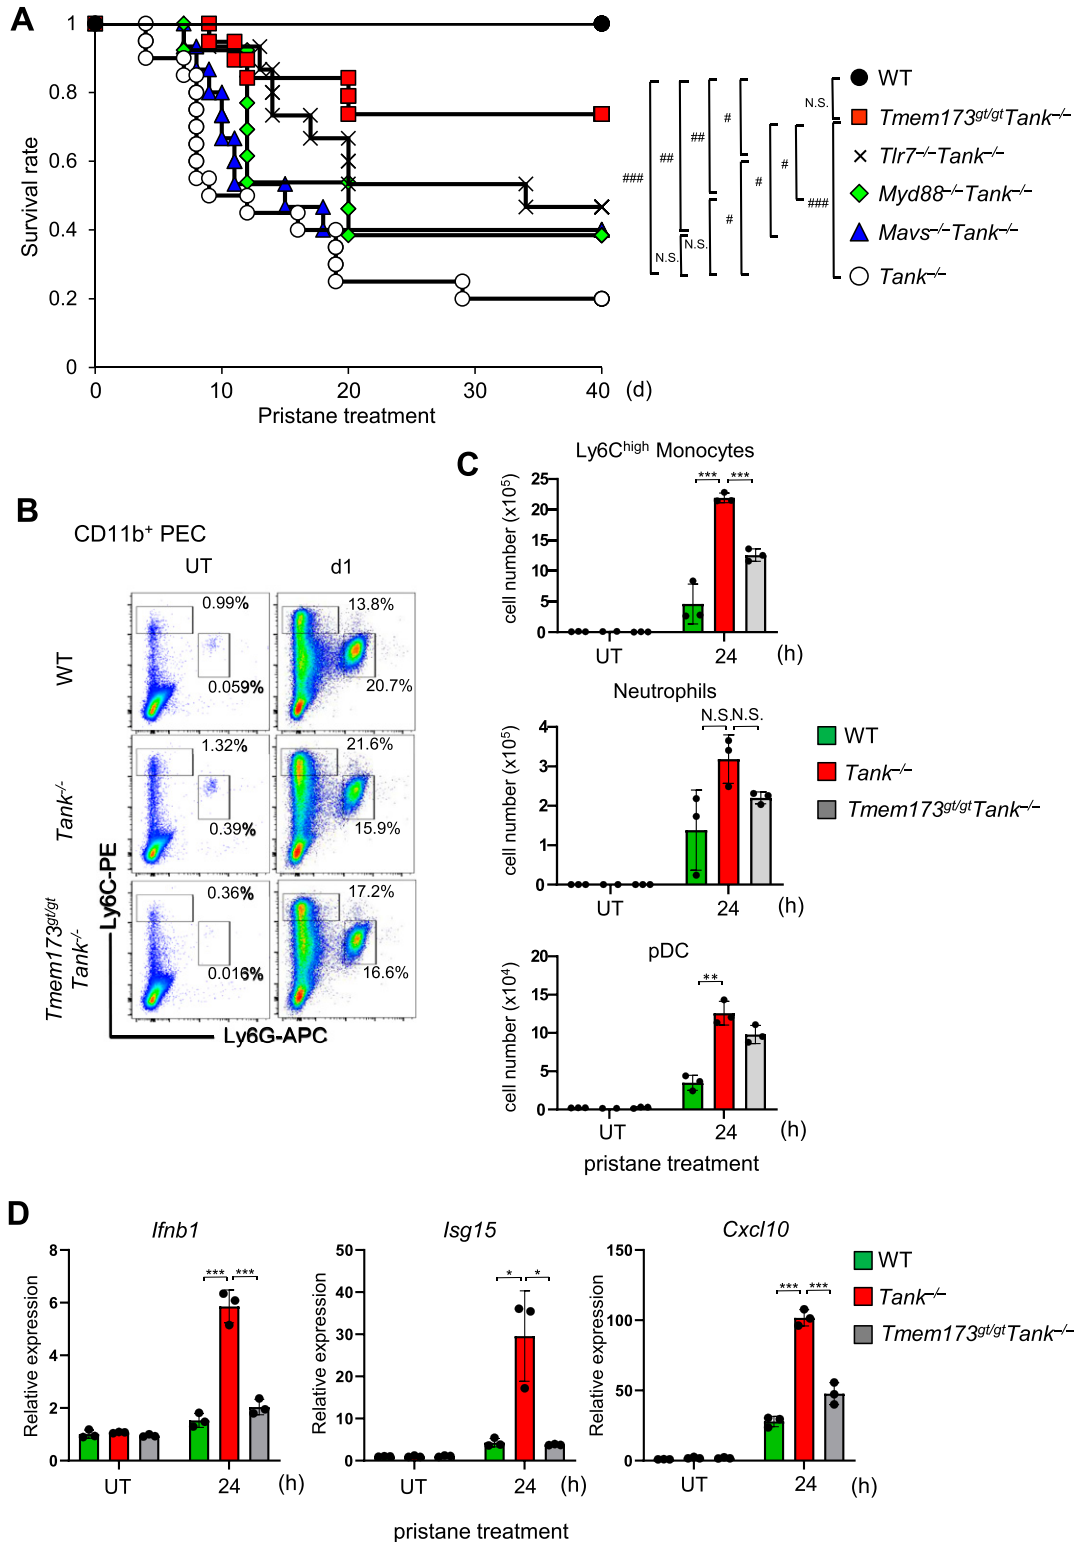 A
1
0.8
0.6
0.4
0.2
0
Survival rate
0 10 20 30 40 (d)
Pristane treatment
###
##
N.S.
##
N.S.
#
#
#
#
N.S.
###
WT
Tmem173gt/gtTank–/–
Tlr7–/–Tank–/–
Myd88–/–Tank–/–
Mavs–/–Tank–/–
Tank–/–
B
CD11b+ PEC
UT d1
WT
0.99% 13.8%
0.059% 20.7%
Tank-/-
1.32% 21.6%
0.39% 15.9%
Tmem173gt/gt
Tank-/-
0.36% 17.2%
0.016% 16.6%
Ly6C-PE
Ly6G-APC
C
Ly6Chigh Monocytes
cell number (x105)
25
20
15
10
5
0
*** ***
UT 24 (h)
Neutrophils
cell number (x105)
4
3
2
1
0
N.S. N.S.
UT 24 (h)
WT
Tank–/–
Tmem173gt/gtTank–/–
pDC
cell number (x104)
20
15
10
5
0
**
UT 24 (h)
pristane treatment
D
Ifnb1
Relative expression
8
6
4
2
0
*** ***
UT 24 (h)
Isg15
Relative expression
50
40
30
20
10
0
* *
UT 24 (h)
Cxcl10
Relative expression
150
100
50
0
*** ***
UT 24 (h)
WT
Tank–/–
Tmem173gt/gtTank–/–
pristane treatment